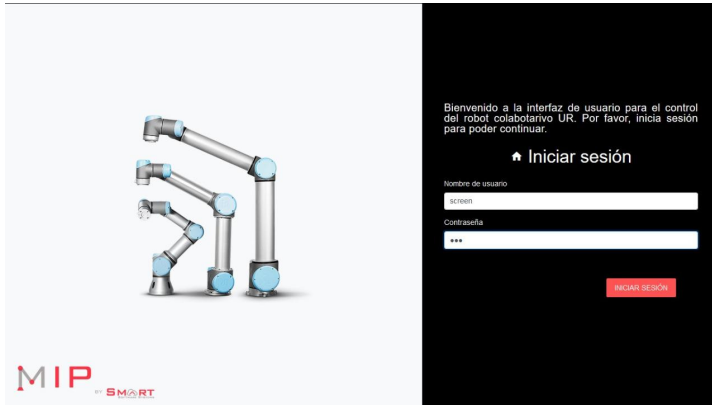 Bienvenido a la interfaz de usuario para el control
del robot colabotarivo UR. Por favor, inicia sesión
para poder continuar.
Iniciar sesión
Nombre de usuario
screen
Contraseña
•••
INICIAR SESIÓN
MIP
SMART